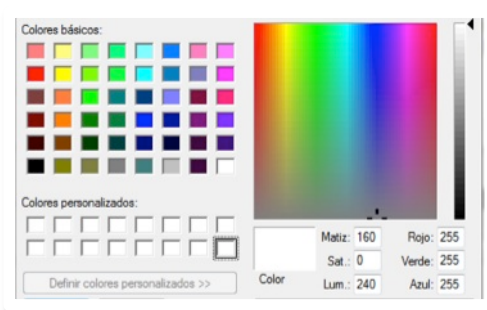 Colores básicos:
Colores personalizados:
Definir colores personalizados >>
Color
Matiz: 160
Sat.: 0
Lum.: 240
Rojo: 255
Verde: 255
Azul: 255